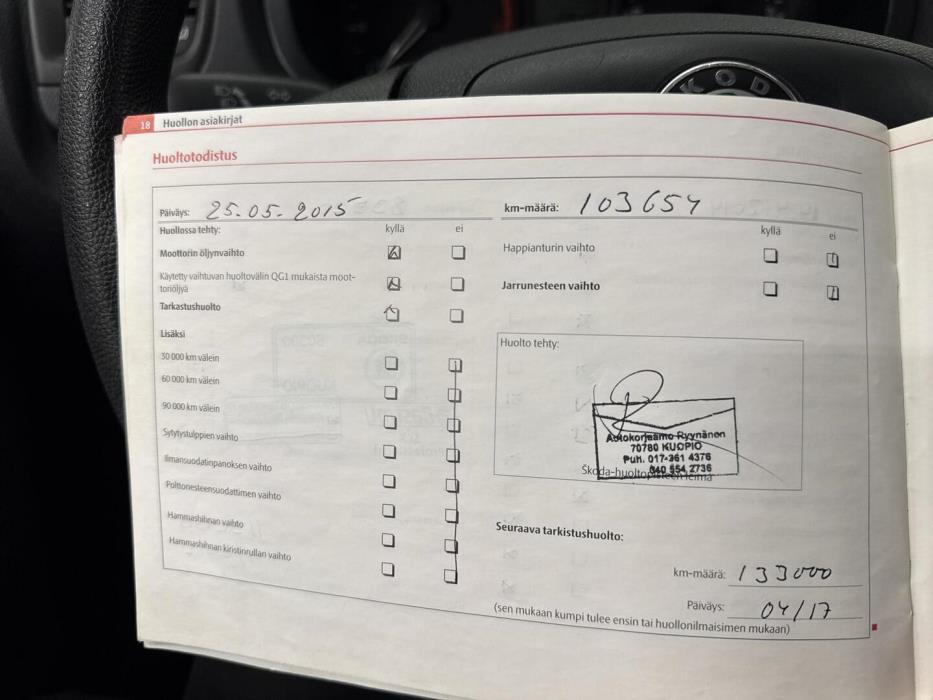 ŠKOD
18 Huollon asiakirjat
Huoltotodistus
Päiväys: 25.05.2015
km-määrä: 103654
Huollossa tehty: kyllä ei
Moottorin öljynvaihto
Käytetty vaihtuvan huoltovälin QG1 mukaista moot-
toriöljyä
Tarkastushuolto
Lisäksi
30 000 km välein
60 000 km välein
90 000 km välein
Sytytystulppien vaihto
Ilmansuodatinpanoksen vaihto
Polttonesteensuodattimen vaihto
Hammashihnan vaihto
Hammashihnan kiristinrullan vaihto
kyllä ei
Happianturin vaihto
Jarrunesteen vaihto
Huolto tehty:
Autokorjaamo Ryynänen
70780 KUOPIO
Puh. 017-361 4376
040 554 2736
Škoda-huoltopisteen leima
Seuraava tarkistushuolto:
km-määrä: 133000
Päiväys: 04/17
(sen mukaan kumpi tulee ensin tai huollonilmaisimen mukaan)